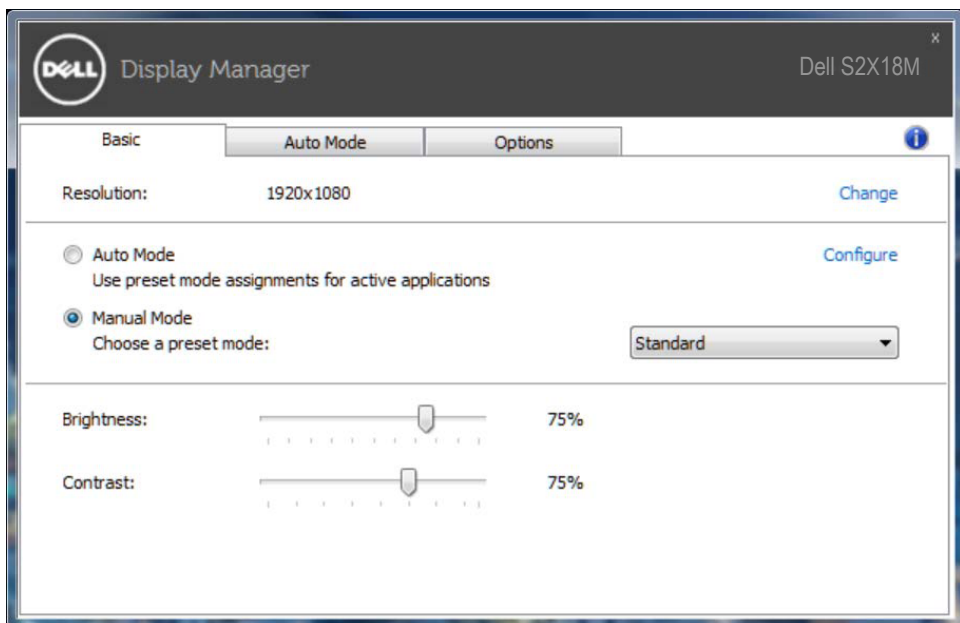 DELL Display Manager Dell S2X18M x
Basic Auto Mode Options
Resolution: 1920x1080 Change
Auto Mode Configure
Use preset mode assignments for active applications
Manual Mode
Choose a preset mode: Standard
Brightness: 75%
Contrast: 75%